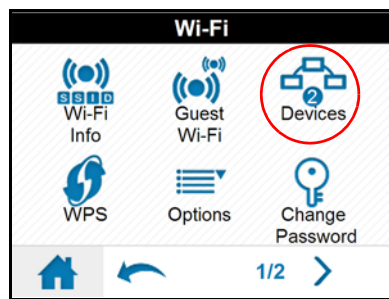 Wi-Fi
SSID
Wi-Fi
Info
Guest
Wi-Fi
2
Devices
WPS
Options
Change
Password
1/2